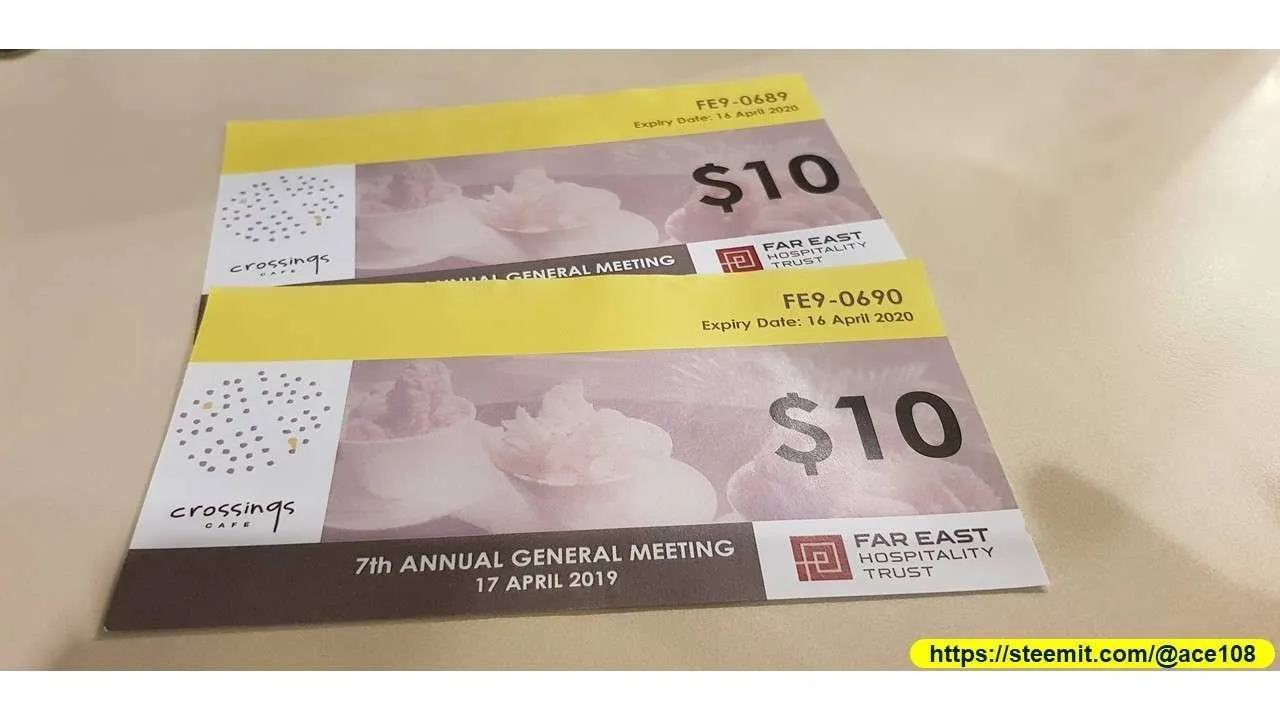 FE9-0689
Expiry Date: 16 April 2020
$10
crossings
CAFE
FAR EAST
HOSPITALITY
TRUST
ANNUAL GENERAL MEETING
FE9-0690
Expiry Date: 16 April 2020
$10
crossings
CAFE
7th ANNUAL GENERAL MEETING
17 APRIL 2019
FAR EAST
HOSPITALITY
TRUST
https://steemit.com/@ace108